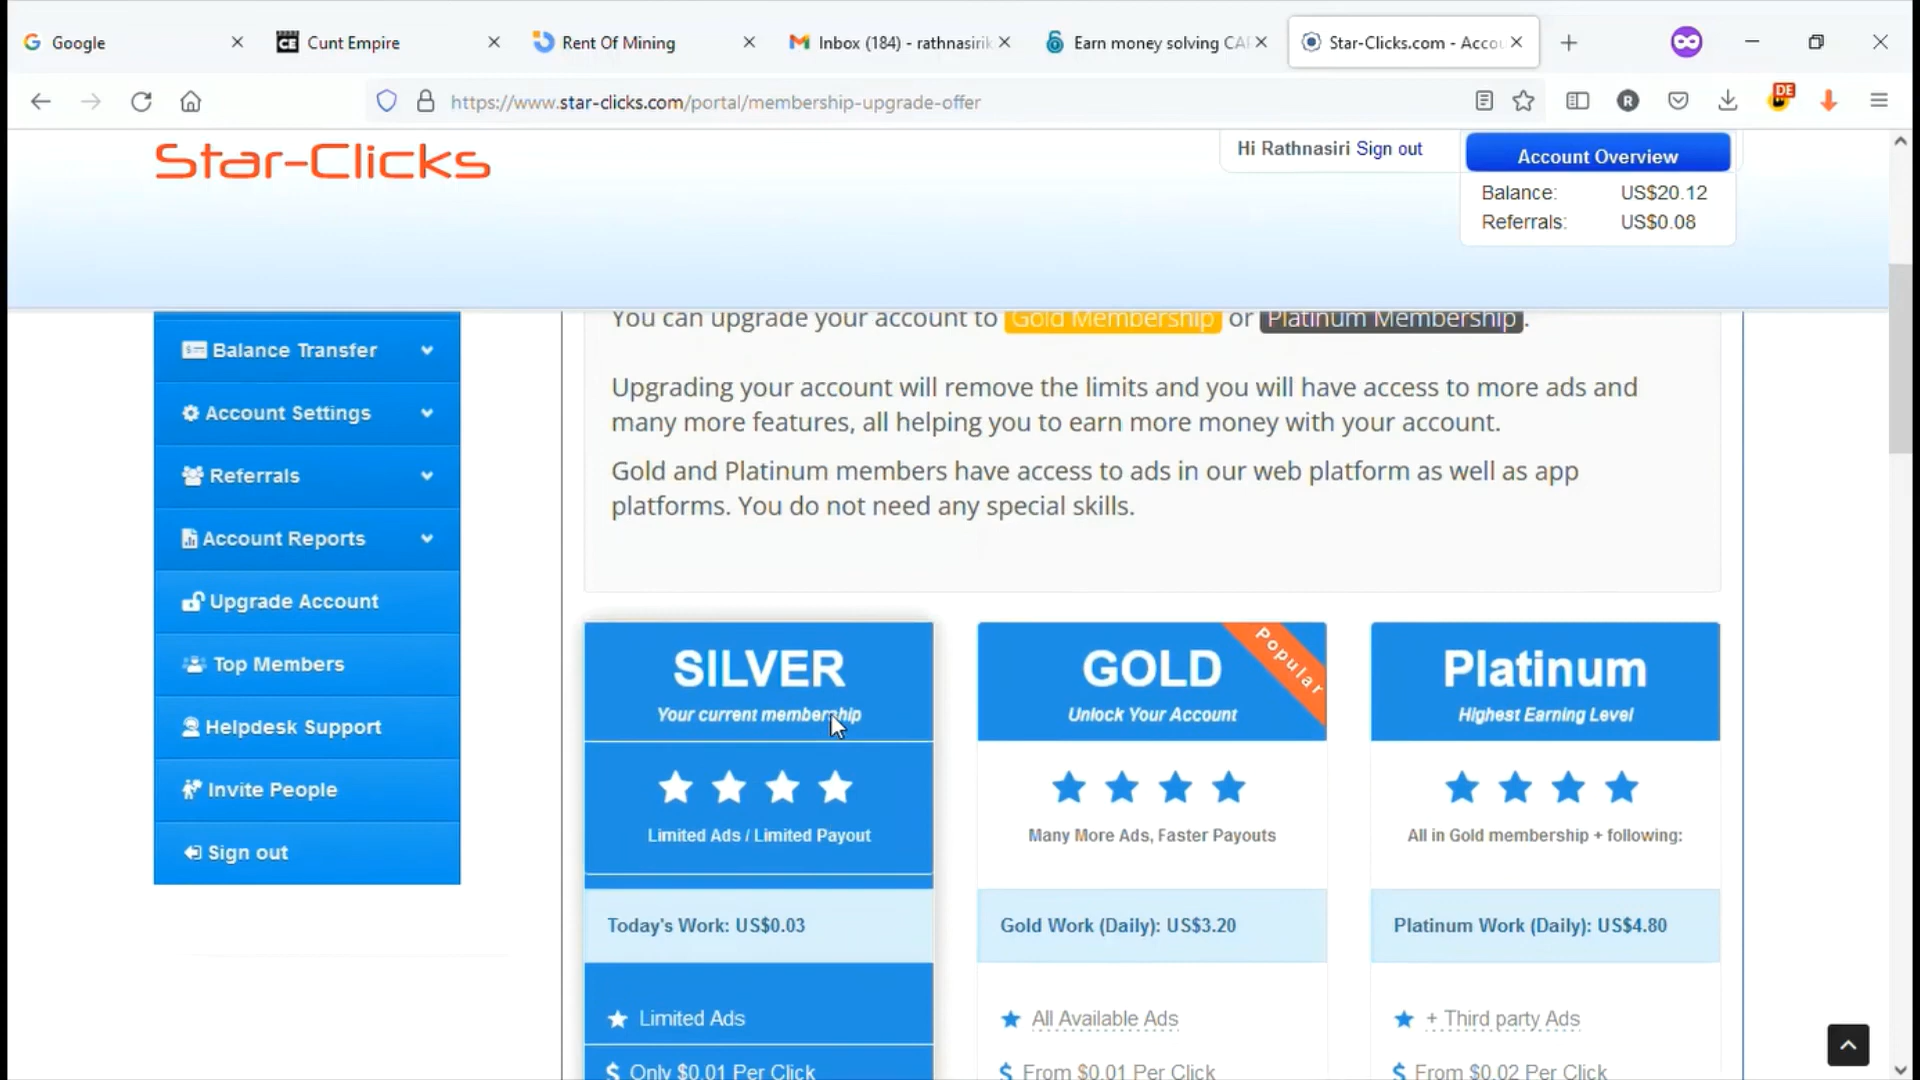 Google
Cunt Empire
Rent Of Mining
Inbox (184) - rathnasirik
Earn money solving CAP
Star-Clicks.com - Accou
https://www.star-clicks.com/portal/membership-upgrade-offer
R
DE
Star-Clicks
Hi Rathnasiri Sign out
Account Overview
Balance: US$20.12
Referrals: US$0.08
Balance Transfer
Account Settings
Referrals
Account Reports
Upgrade Account
Top Members
Helpdesk Support
Invite People
Sign out
You can upgrade your account to Gold Membership or Platinum Membership.
Upgrading your account will remove the limits and you will have access to more ads and
many more features, all helping you to earn more money with your account.
Gold and Platinum members have access to ads in our web platform as well as app
platforms. You do not need any special skills.
SILVER
Your current membership
Limited Ads / Limited Payout
Today's Work: US$0.03
Limited Ads
$ Only $0.01 Per Click
GOLD
Popular
Unlock Your Account
Many More Ads, Faster Payouts
Gold Work (Daily): US$3.20
All Available Ads
$ From $0.01 Per Click
Platinum
Highest Earning Level
All in Gold membership + following:
Platinum Work (Daily): US$4.80
+ Third party Ads
$ From $0.02 Per Click